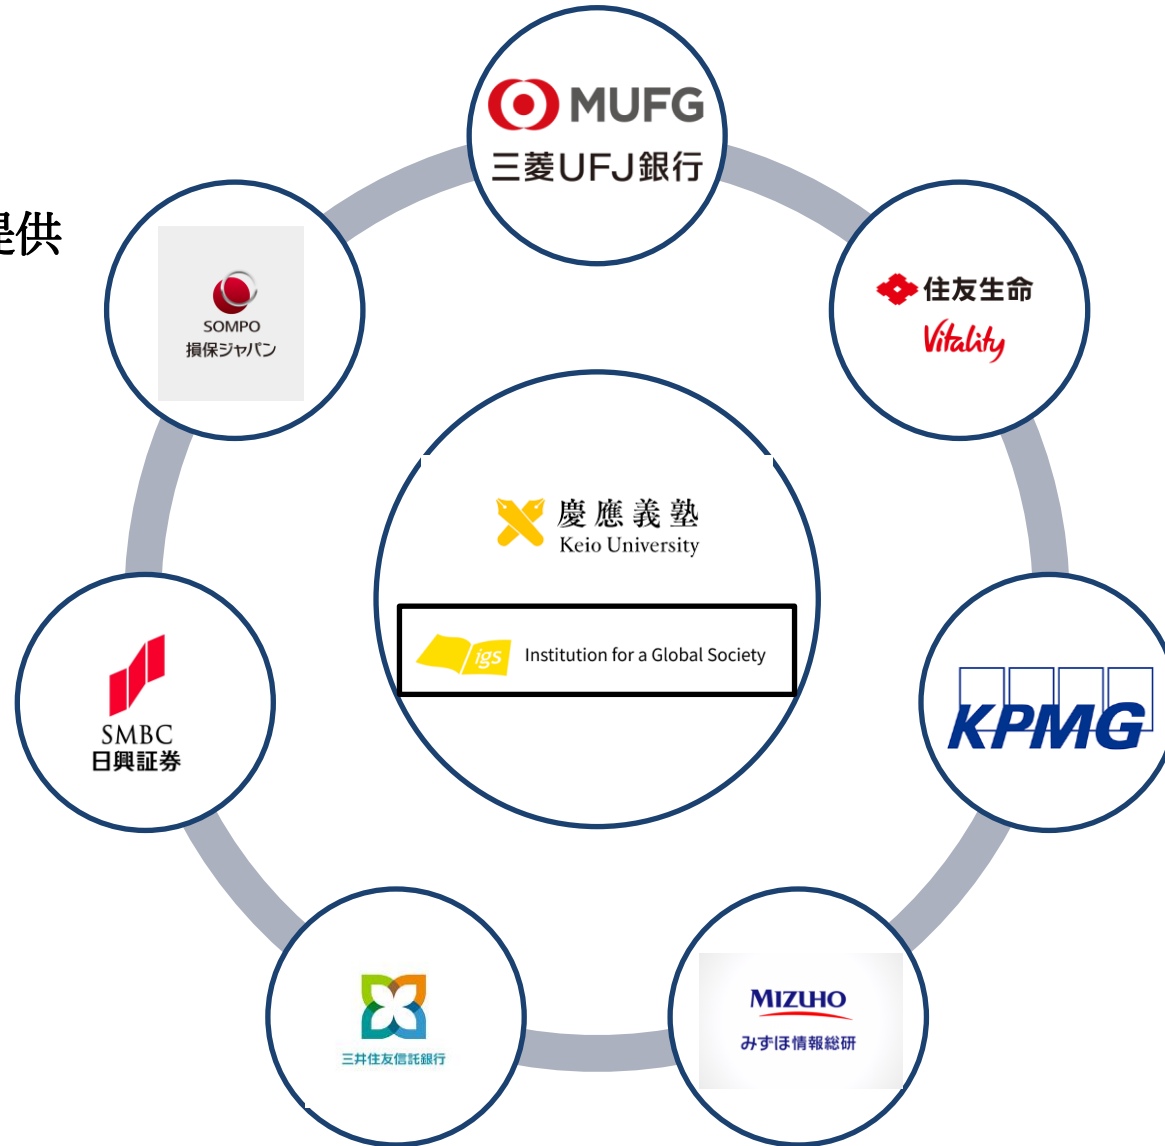 MUFG
三菱UFJ銀行
提供
SOMPO
損保ジャパン
住友生命
Vitality
慶應義塾
Keio University
igs Institution for a Global Society
SMBC
日興証券
KPMG
三井住友信託銀行
MIZUHO
みずほ情報総研